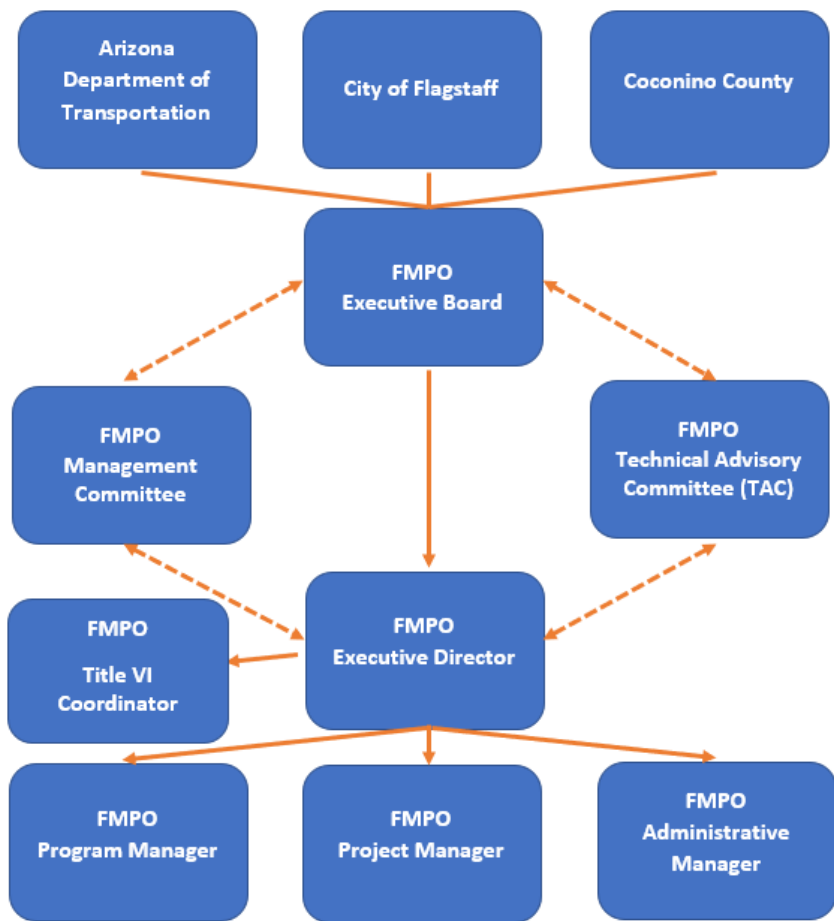 Arizona
Department of
Transportation
City of Flagstaff
Coconino County
FMPO
Executive Board
FMPO
Management
Committee
FMPO
Technical Advisory
Committee (TAC)
FMPO
Executive Director
FMPO
Title VI
Coordinator
FMPO
Program Manager
FMPO
Project Manager
FMPO
Administrative
Manager